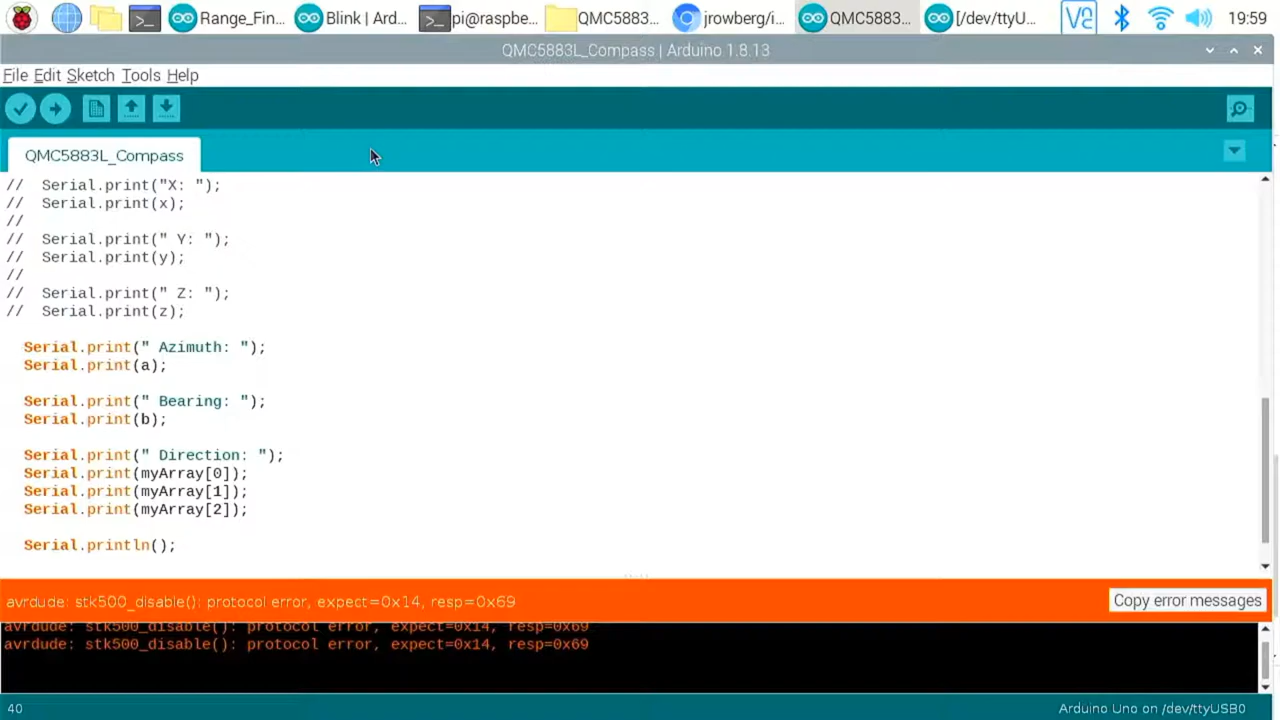 Range_Fin...
Blink | Ard...
pi@raspbe...
QMC5883...
jrowberg/i...
QMC5883...
[/dev/ttyU...
19:59
QMC5883L_Compass | Arduino 1.8.13
File Edit Sketch Tools Help
QMC5883L_Compass
//  Serial.print("X: ");
//  Serial.print(x);
//
//  Serial.print(" Y: ");
//  Serial.print(y);
//
//  Serial.print(" Z: ");
//  Serial.print(z);
Serial.print(" Azimuth: ");
Serial.print(a);
Serial.print(" Bearing: ");
Serial.print(b);
Serial.print(" Direction: ");
Serial.print(myArray[0]);
Serial.print(myArray[1]);
Serial.print(myArray[2]);
Serial.println();
avrdude: stk500_disable(): protocol error, expect=0x14, resp=0x69
Copy error messages
avrdude: stk500_disable(): protocol error, expect=0x14, resp=0x69
avrdude: stk500_disable(): protocol error, expect=0x14, resp=0x69
40
Arduino Uno on /dev/ttyUSB0